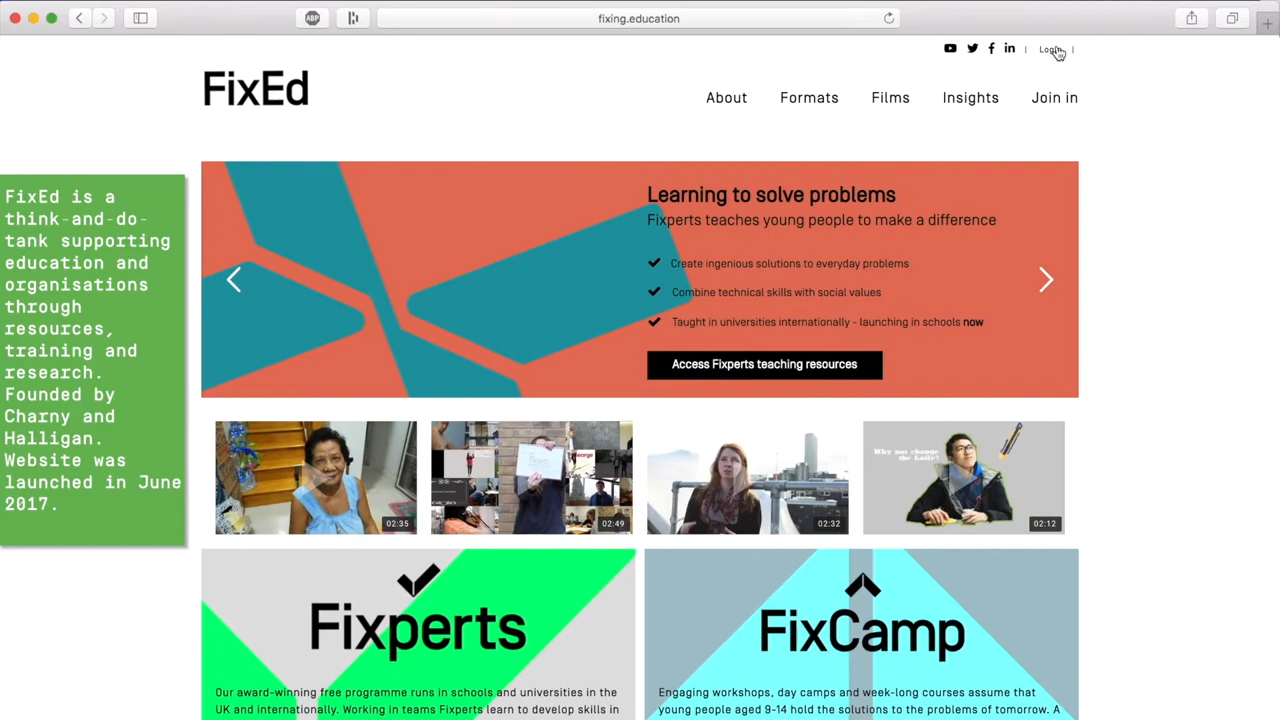 fixing.education
Login
FixEd
About Formats Films Insights Join in
FixEd is a
think-and-do-
tank supporting
education and
organisations
through
resources,
training and
research.
Founded by
Charny and
Halligan.
Website was
launched in June
2017.
Learning to solve problems
Fixperts teaches young people to make a difference
Create ingenious solutions to everyday problems
Combine technical skills with social values
Taught in universities internationally - launching in schools now
Access Fixperts teaching resources
02:35
02:49
02:32
Why not change
the Knife?
02:12
Fixperts
Our award-winning free programme runs in schools and universities in the
UK and internationally. Working in teams Fixperts learn to develop skills in
FixCamp
Engaging workshops, day camps and week-long courses assume that
young people aged 9-14 hold the solutions to the problems of tomorrow. A